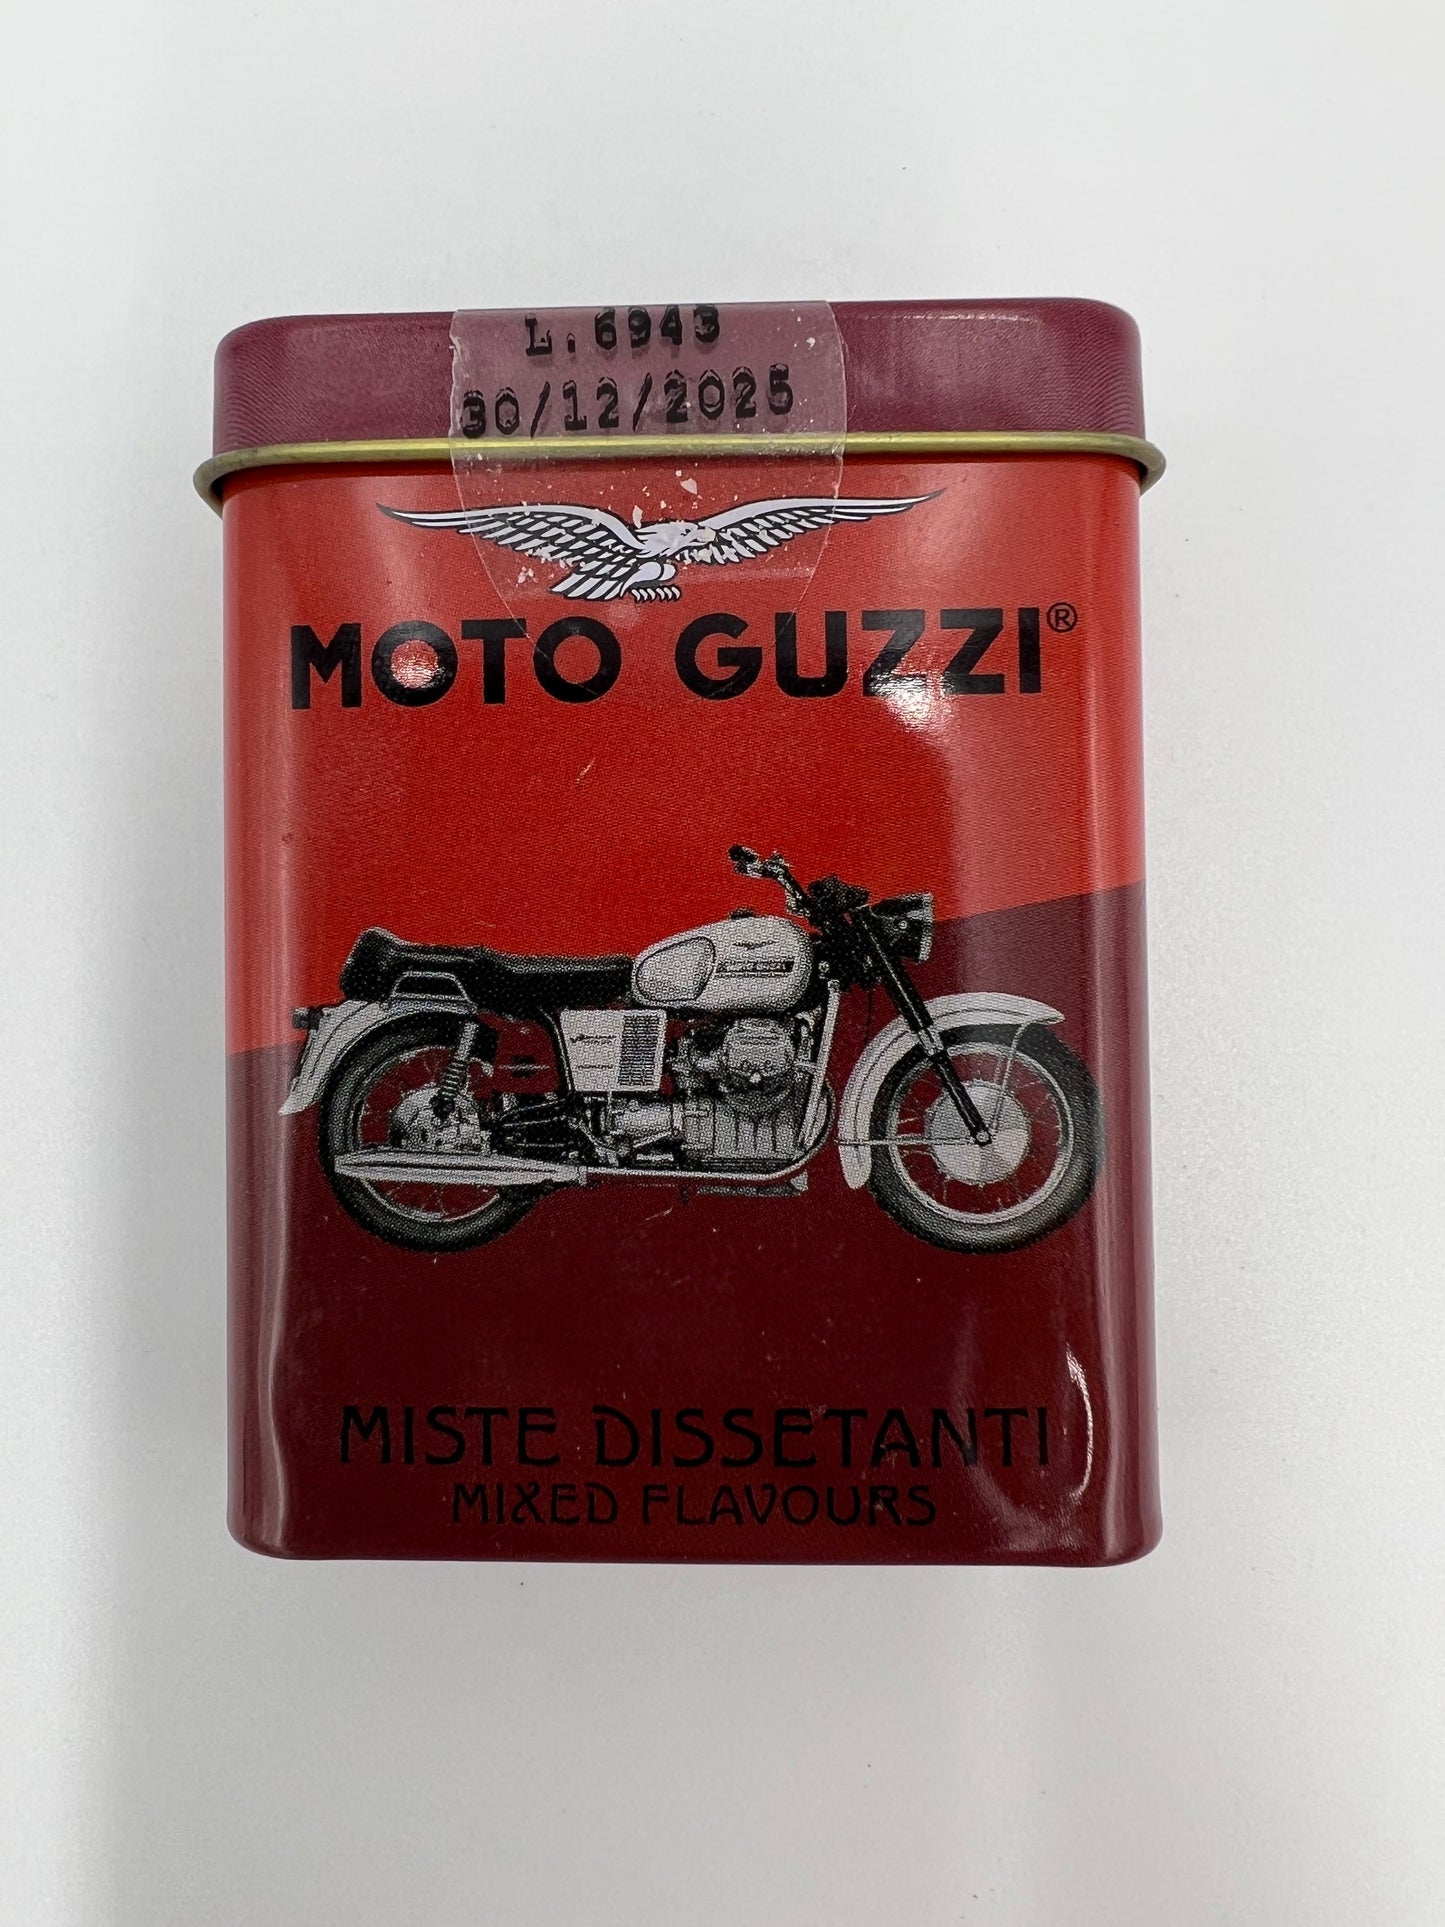 L. 6943
30/12/2025
MOTO GUZZI®
MISTE DISSETANTI
MIXED FLAVOURS